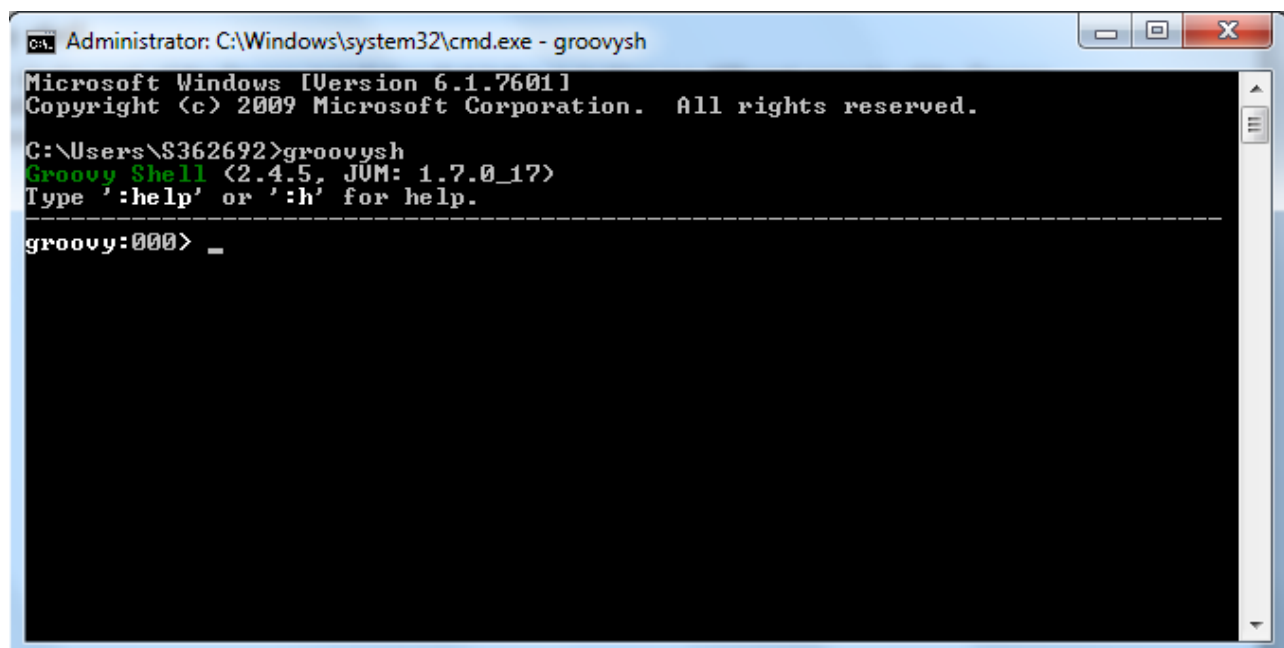 Administrator: C:\Windows\system32\cmd.exe - groovysh
Microsoft Windows [Version 6.1.7601]
Copyright (c) 2009 Microsoft Corporation.  All rights reserved.
C:\Users\S362692>groovysh
Groovy Shell (2.4.5, JVM: 1.7.0_17)
Type ':help' or ':h' for help.
-------------------------------------------------------------------------------
groovy:000> _